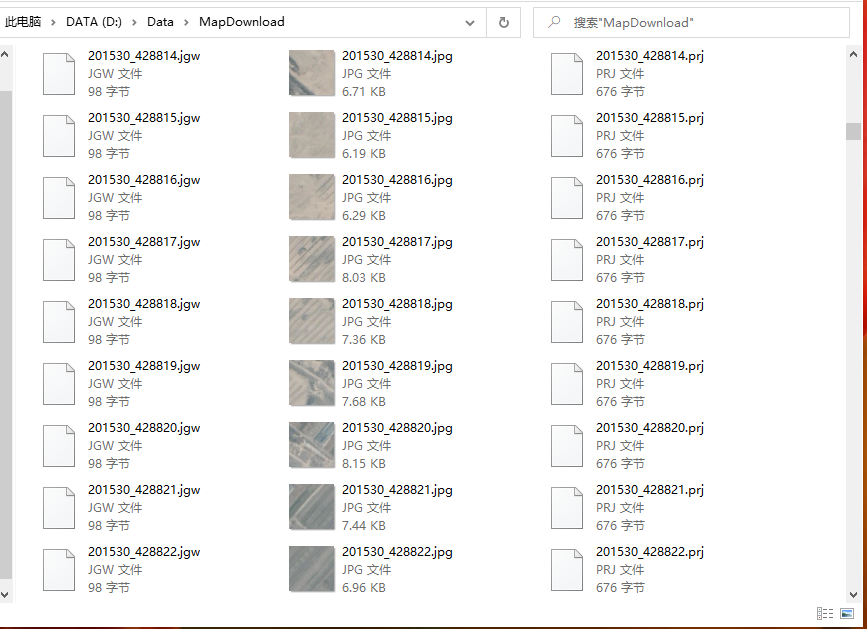 此电脑 > DATA (D:) > Data > MapDownload
搜索"MapDownload"
201530_428814.jgw
JGW 文件
98 字节
201530_428814.jpg
JPG 文件
6.71 KB
201530_428814.prj
PRJ 文件
676 字节
201530_428815.jgw
JGW 文件
98 字节
201530_428815.jpg
JPG 文件
6.19 KB
201530_428815.prj
PRJ 文件
676 字节
201530_428816.jgw
JGW 文件
98 字节
201530_428816.jpg
JPG 文件
6.29 KB
201530_428816.prj
PRJ 文件
676 字节
201530_428817.jgw
JGW 文件
98 字节
201530_428817.jpg
JPG 文件
8.03 KB
201530_428817.prj
PRJ 文件
676 字节
201530_428818.jgw
JGW 文件
98 字节
201530_428818.jpg
JPG 文件
7.36 KB
201530_428818.prj
PRJ 文件
676 字节
201530_428819.jgw
JGW 文件
98 字节
201530_428819.jpg
JPG 文件
7.68 KB
201530_428819.prj
PRJ 文件
676 字节
201530_428820.jgw
JGW 文件
98 字节
201530_428820.jpg
JPG 文件
8.15 KB
201530_428820.prj
PRJ 文件
676 字节
201530_428821.jgw
JGW 文件
98 字节
201530_428821.jpg
JPG 文件
7.44 KB
201530_428821.prj
PRJ 文件
676 字节
201530_428822.jgw
JGW 文件
98 字节
201530_428822.jpg
JPG 文件
6.96 KB
201530_428822.prj
PRJ 文件
676 字节